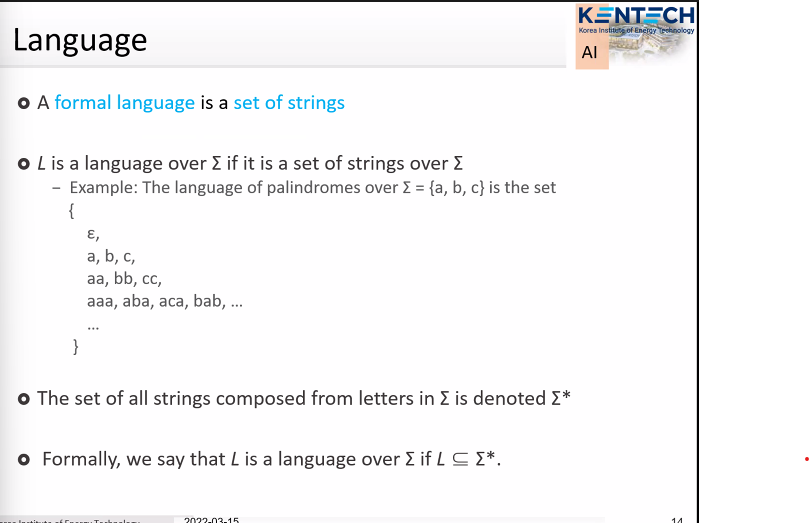 KENTECH
Korea Institute of Energy Technology
AI
Language
A formal language is a set of strings
L is a language over Σ if it is a set of strings over Σ
– Example: The language of palindromes over Σ = {a, b, c} is the set
{
ε,
a, b, c,
aa, bb, cc,
aaa, aba, aca, bab, ...
...
}
The set of all strings composed from letters in Σ is denoted Σ*
Formally, we say that L is a language over Σ if L ⊆ Σ*.
Institute of Energy Technology
2022-03-15
14